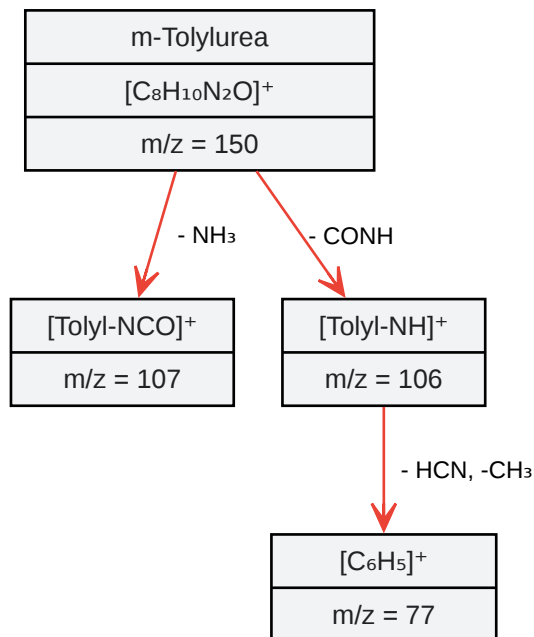 m-Tolylurea
[C₈H₁₀N₂O]⁺
m/z = 150
- NH₃
- CONH
[Tolyl-NCO]⁺
m/z = 107
[Tolyl-NH]⁺
m/z = 106
- HCN, -CH₃
[C₆H₅]⁺
m/z = 77